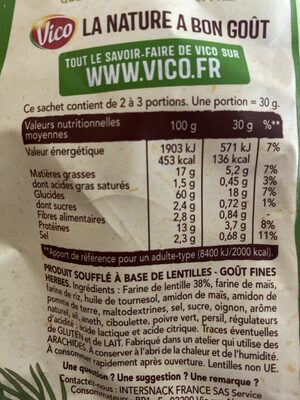 Vico
LA NATURE A BON GOÛT
TOUT LE SAVOIR-FAIRE DE VICO SUR
WWW.VICO.FR
Ce sachet contient de 2 à 3 portions. Une portion = 30 g.
Valeurs nutritionnelles moyennes 100 g 30 g %**
Valeur énergétique 1903 kJ 571 kJ 7%
453 kcal 136 kcal
Matières grasses 17 g 5,2 g 7%
dont acides gras saturés 1,5 g 0,45 g 3%
Glucides 60 g 18 g 7%
dont sucres 2,4 g 0,72 g 1%
Fibres alimentaires 2,8 g 0,84 g -
Protéines 13 g 3,7 g 8%
Sel 2,3 g 0,68 g 11%
**Apport de référence pour un adulte-type (8400 kJ/2000 kcal).
PRODUIT SOUFFLÉ À BASE DE LENTILLES - GOÛT FINES
HERBES. Ingrédients : Farine de lentille 38%, farine de maïs,
farine de riz, huile de tournesol, amidon de maïs, amidon de
pomme de terre, maltodextrines, sel, sucre, oignon, arôme
naturel, ail, aneth, ciboulette, poivre vert, persil, régulateurs
d'acidité : acide lactique et acide citrique. Traces éventuelles
de GLUTEN et de LAIT. Fabriqué dans un atelier qui utilise des
ARACHIDES. À conserver à l'abri de la chaleur et de l'humidité.
À consommer rapidement après ouverture. Lentilles non UE.
Une question ? Une suggestion ? Une remarque ?
Contactez-nous : INTERSNACK FRANCE SAS Service